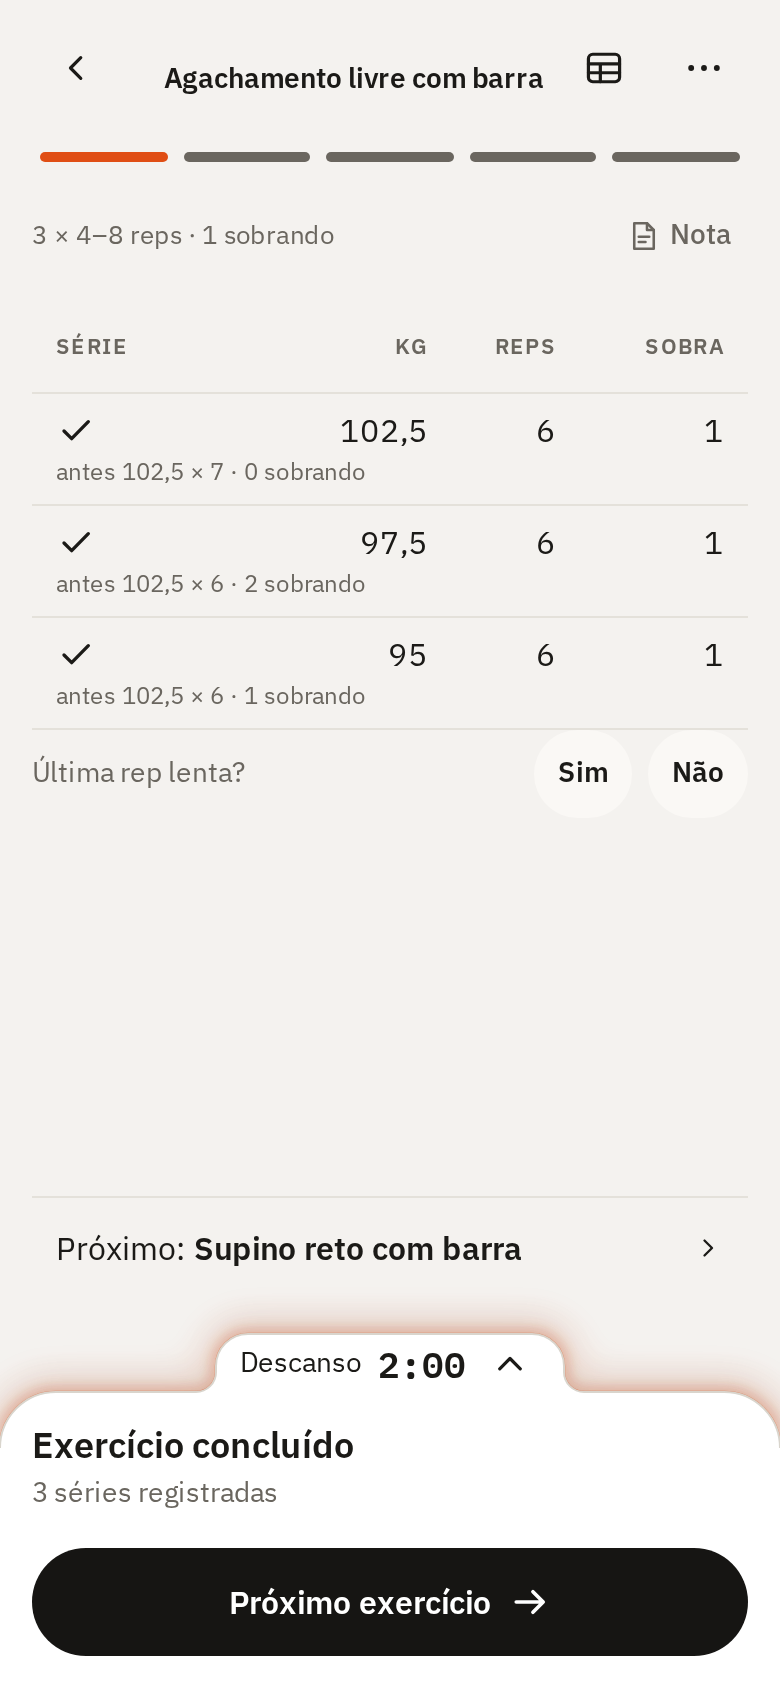 Agachamento livre com barra
3 × 4–8 reps · 1 sobrando
Nota
SÉRIE KG REPS SOBRA
102,5 6 1
antes 102,5 × 7 · 0 sobrando
97,5 6 1
antes 102,5 × 6 · 2 sobrando
95 6 1
antes 102,5 × 6 · 1 sobrando
Última rep lenta? Sim Não
Próximo: Supino reto com barra
Descanso 2:00
Exercício concluído
3 séries registradas
Próximo exercício